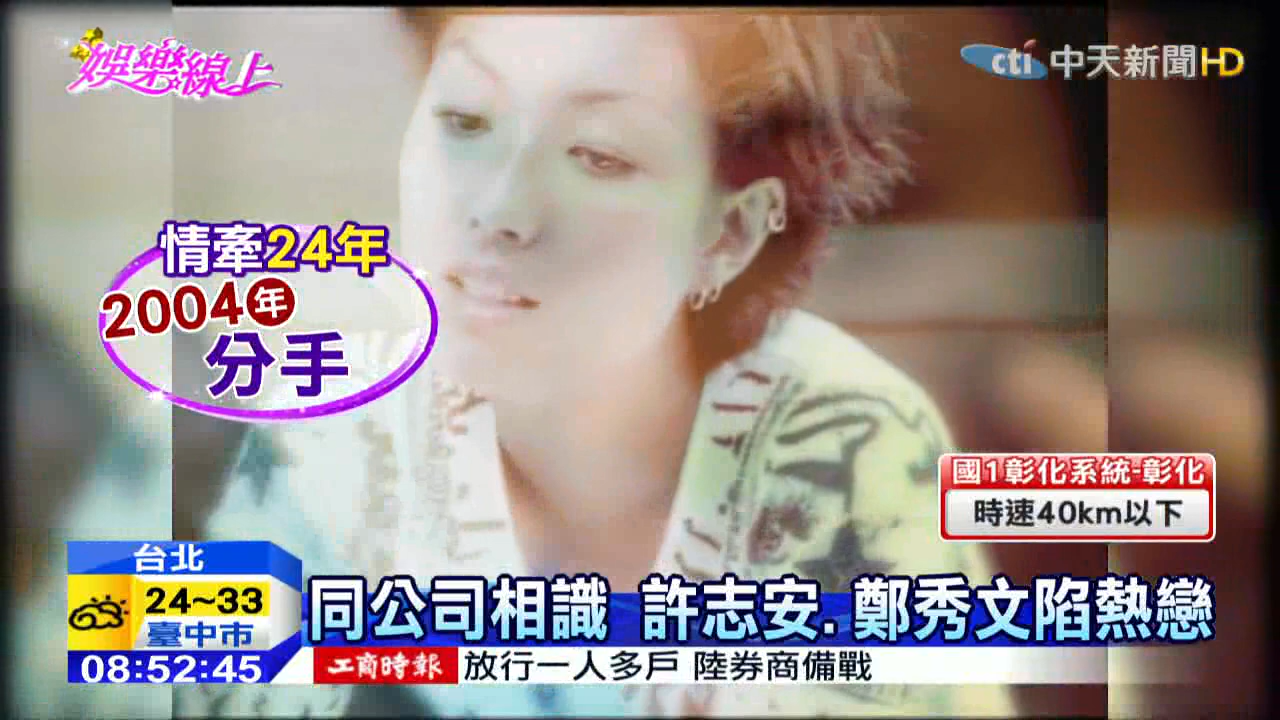 娛樂線上
cti 中天新聞HD
情牽24年
2004年
分手
國1彰化系統-彰化
時速40km以下
台北
24~33
臺中市
08:52:45
同公司相識 許志安.鄭秀文陷熱戀
工商時報 放行一人多戶 陸券商備戰